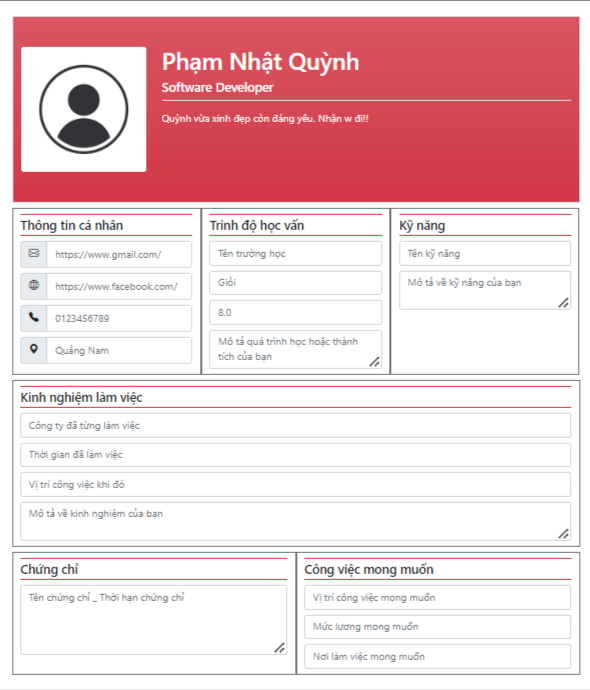 Phạm Nhật Quỳnh
Software Developer
Quỳnh vừa xinh đẹp còn đáng yêu. Nhận w đi!!
Thông tin cá nhân
https://www.gmail.com/
https://www.facebook.com/
0123456789
Quảng Nam
Trình độ học vấn
Tên trường học
Giỏi
8.0
Mô tả quá trình học hoặc thành
tích của bạn
Kỹ năng
Tên kỹ năng
Mô tả về kỹ năng của bạn
Kinh nghiệm làm việc
Công ty đã từng làm việc
Thời gian đã làm việc
Vị trí công việc khi đó
Mô tả về kinh nghiệm của bạn
Chứng chỉ
Tên chứng chỉ _ Thời hạn chứng chỉ
Công việc mong muốn
Vị trí công việc mong muốn
Mức lương mong muốn
Nơi làm việc mong muốn